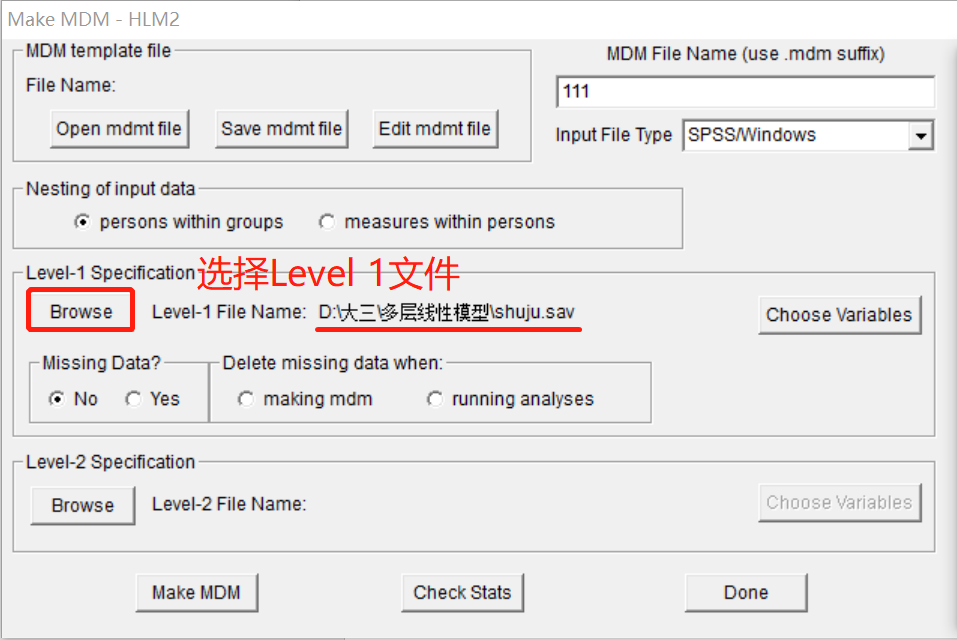 Make MDM - HLM2
MDM template file
MDM File Name (use .mdm suffix)
File Name:
111
Open mdmt file Save mdmt file Edit mdmt file
Input File Type SPSS/Windows
Nesting of input data
persons within groups measures within persons
Level-1 Specification 选择Level 1文件
Browse Level-1 File Name: D:\大三\多层线性模型\shuju.sav Choose Variables
Missing Data? Delete missing data when:
No Yes making mdm running analyses
Level-2 Specification
Browse Level-2 File Name: Choose Variables
Make MDM Check Stats Done